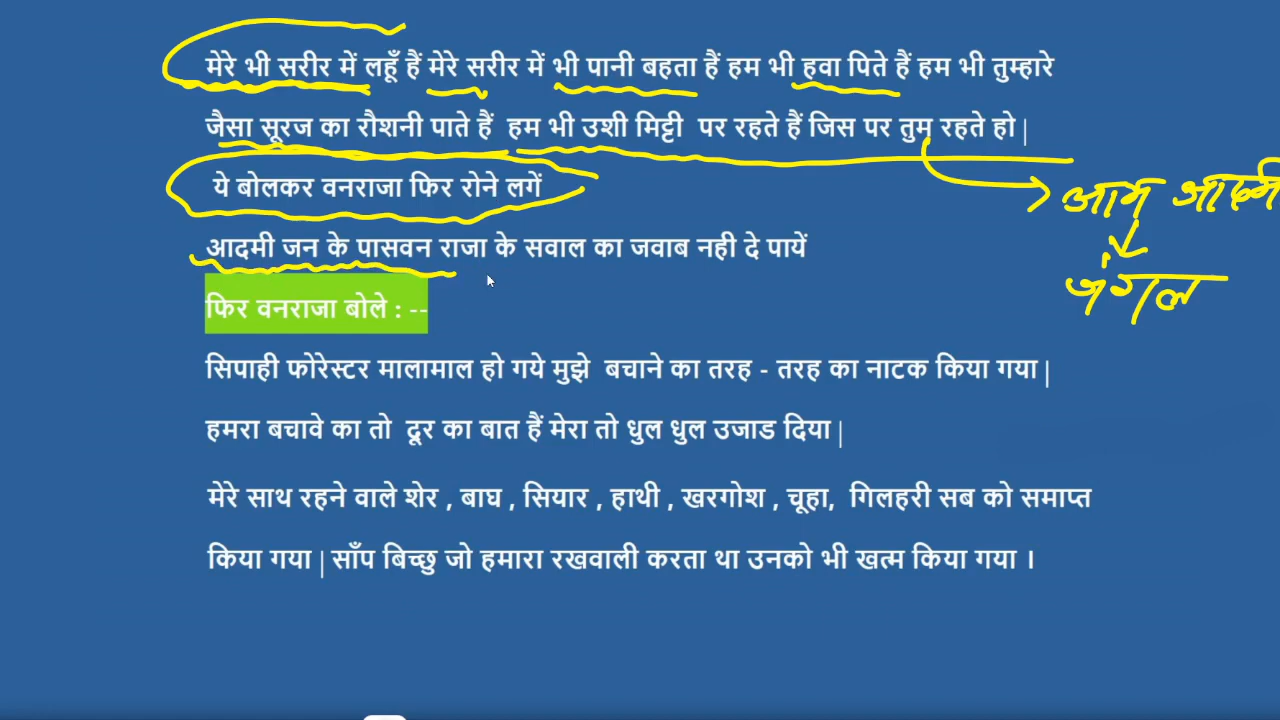 मेरे भी सरीर में लहूँ हैं मेरे सरीर में भी पानी बहता हैं हम भी हवा पिते हैं हम भी तुम्हारे
जैसा सूरज का रौशनी पाते हैं हम भी उशी मिट्टी पर रहते हैं जिस पर तुम रहते हो |
ये बोलकर वनराजा फिर रोने लगें
आम आदम
आदमी जन के पासवन राजा के सवाल का जवाब नही दे पायें
जंगल
फिर वनराजा बोले : --
सिपाही फोरेस्टर मालामाल हो गये मुझे बचाने का तरह - तरह का नाटक किया गया |
हमरा बचावे का तो दूर का बात हैं मेरा तो धुल धुल उजाड दिया |
मेरे साथ रहने वाले शेर , बाघ , सियार , हाथी , खरगोश , चूहा, गिलहरी सब को समाप्त
किया गया | साँप बिच्छु जो हमारा रखवाली करता था उनको भी खत्म किया गया ।